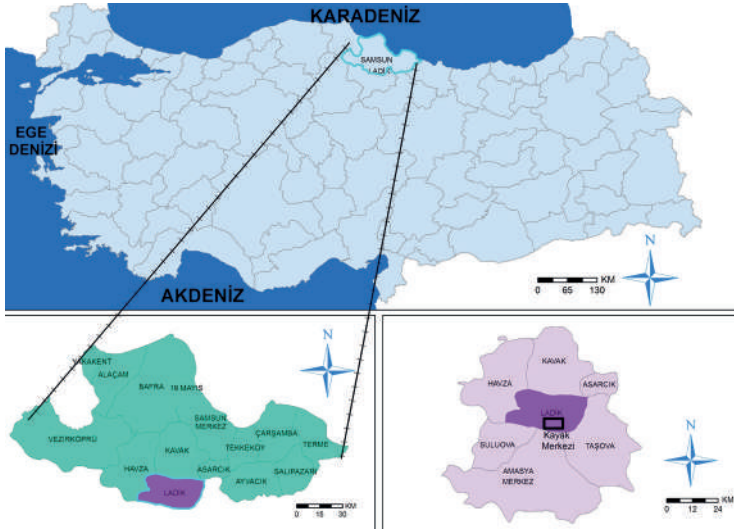 KARADENİZ
SAMSUN
LADİK
EGE
DENİZİ
AKDENİZ
N
KM
0 65 130
N
YAKAKENT
ALAÇAM
BAFRA
19 MAYIS
SAMSUN
MERKEZ
ÇARŞAMBA
TERME
VEZİRKÖPRÜ
KAVAK
TEKKEKÖY
HAVZA
ASARCIK
SALIPAZARI
AYVACIK
LADİK
KM
0 15 30
N
KAVAK
HAVZA
ASARCIK
LADİK
Kayak
Merkezi
SULUOVA
TAŞOVA
AMASYA
MERKEZ
N
KM
0 12 24